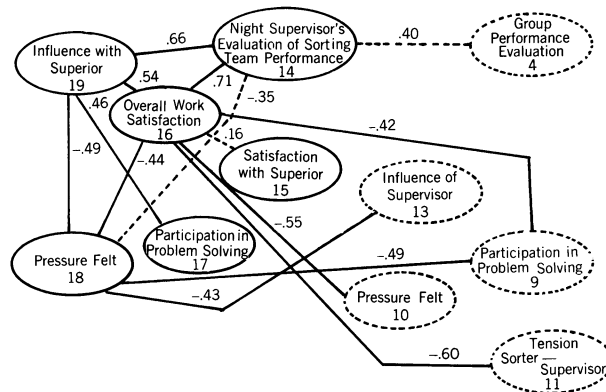 Influence with
Superior
19
.66
Night Supervisor's
Evaluation of Sorting
Team Performance
14
.40
Group
Performance
Evaluation
4
.54
.71
-.35
.46
Overall Work
Satisfaction
16
.16
-.42
-.49
-.44
Satisfaction
with Superior
15
Influence of
Supervisor
13
-.55
Participation in
Problem Solving
17
Pressure Felt
18
-.49
Participation in
Problem Solving
9
-.43
Pressure Felt
10
-.60
Tension
Sorter —
Supervisor
11